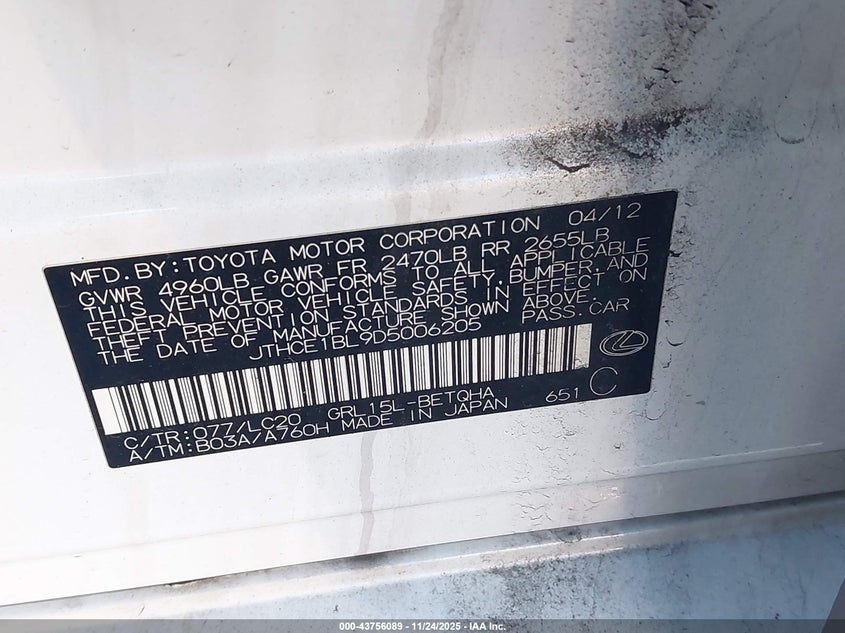 MFD. BY: TOYOTA MOTOR CORPORATION 04/12
GVWR 4960LB GAWR FR 2470LB RR 2655LB
THIS VEHICLE CONFORMS TO ALL APPLICABLE
FEDERAL MOTOR VEHICLE SAFETY, BUMPER, AND
THEFT PREVENTION STANDARDS IN EFFECT ON
THE DATE OF MANUFACTURE SHOWN ABOVE.
JTHCE1BL9D5006205 PASS. CAR
C/TR: 077/LC20 GRL15L-BETQHA 651 C
A/TM: B03A/A760H MADE IN JAPAN
000-43756089 - 11/24/2025 - IAA Inc.